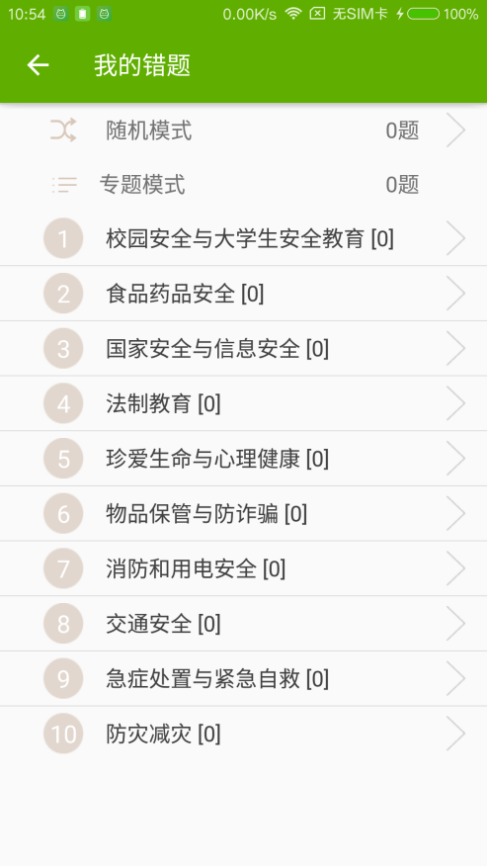 10:54 0.00K/s 无SIM卡 100%
我的错题
随机模式 0题
专题模式 0题
1 校园安全与大学生安全教育 [0]
2 食品药品安全 [0]
3 国家安全与信息安全 [0]
4 法制教育 [0]
5 珍爱生命与心理健康 [0]
6 物品保管与防诈骗 [0]
7 消防和用电安全 [0]
8 交通安全 [0]
9 急症处置与紧急自救 [0]
10 防灾减灾 [0]